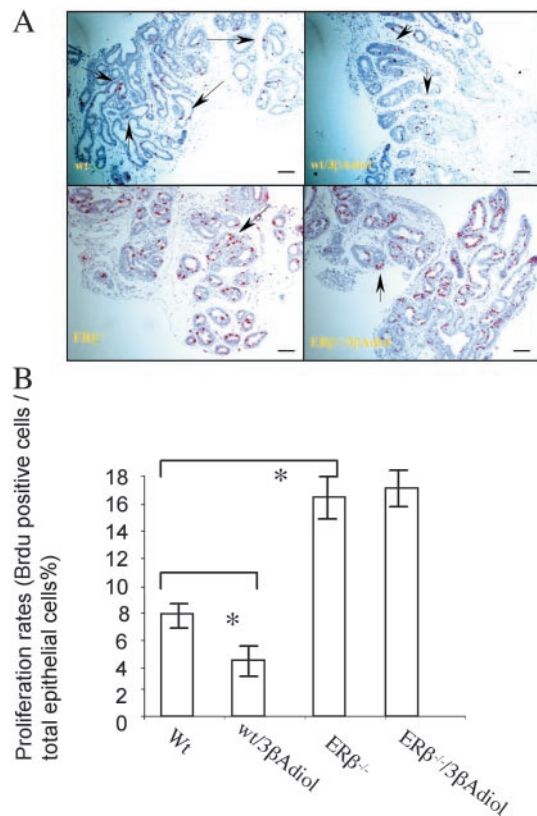 A
wt
wt/3βAdiol
ERβ⁻/⁻
ERβ⁻/⁻/3βAdiol
B
Proliferation rates (Brdu positive cells /
total epithelial cells%)
18
16
14
12
10
8
6
4
2
0
*
*
Wt
wt/3βAdiol
ERβ⁻/⁻
ERβ⁻/⁻/3βAdiol